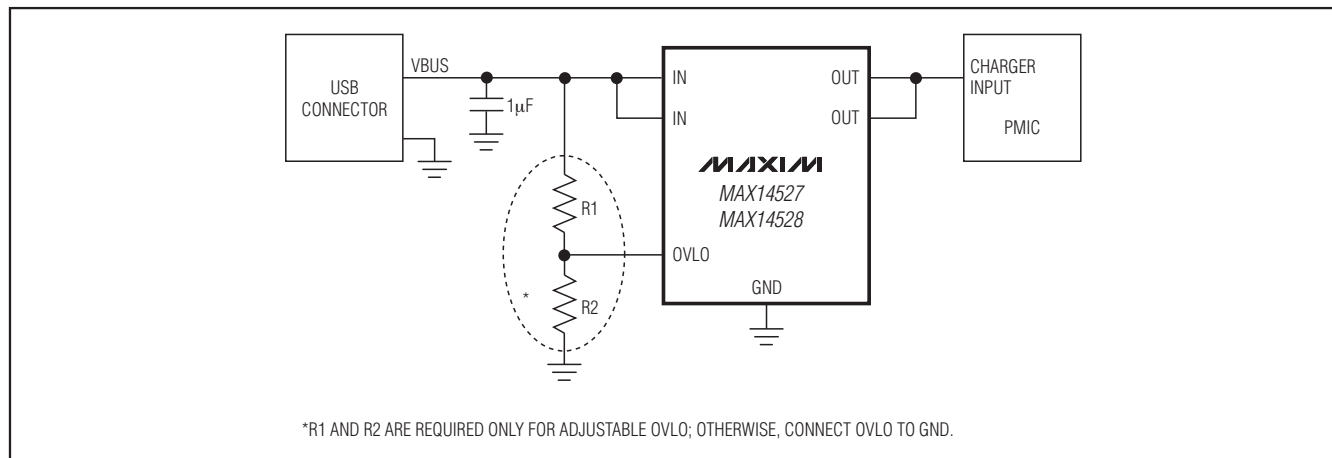 VBUS
USB
CONNECTOR
1µF
IN
IN
OUT
OUT
CHARGER
INPUT
PMIC
MAXIM
MAX14527
MAX14528
R1
OVLO
*
R2
GND
*R1 AND R2 ARE REQUIRED ONLY FOR ADJUSTABLE OVLO; OTHERWISE, CONNECT OVLO TO GND.